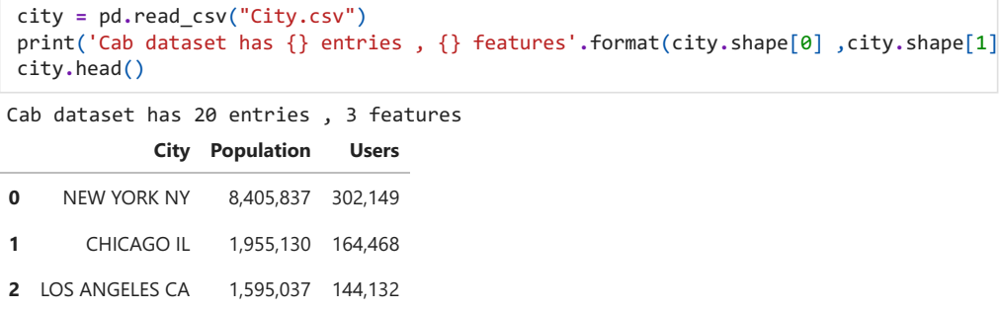 city = pd.read_csv("City.csv")
print('Cab dataset has {} entries , {} features'.format(city.shape[0] ,city.shape[1]
city.head()
Cab dataset has 20 entries , 3 features
City Population Users
0 NEW YORK NY 8,405,837 302,149
1 CHICAGO IL 1,955,130 164,468
2 LOS ANGELES CA 1,595,037 144,132